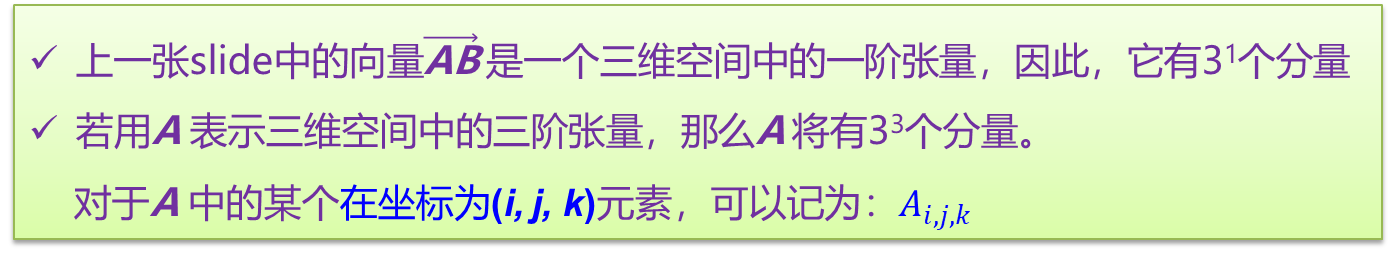 ✓ 上一张slide中的向量$\overrightarrow{AB}$是一个三维空间中的一阶张量，因此，它有3¹个分量
✓ 若用A 表示三维空间中的三阶张量，那么A 将有3³个分量。
对于A 中的某个在坐标为(i, j, k)元素，可以记为：$A_{i,j,k}$